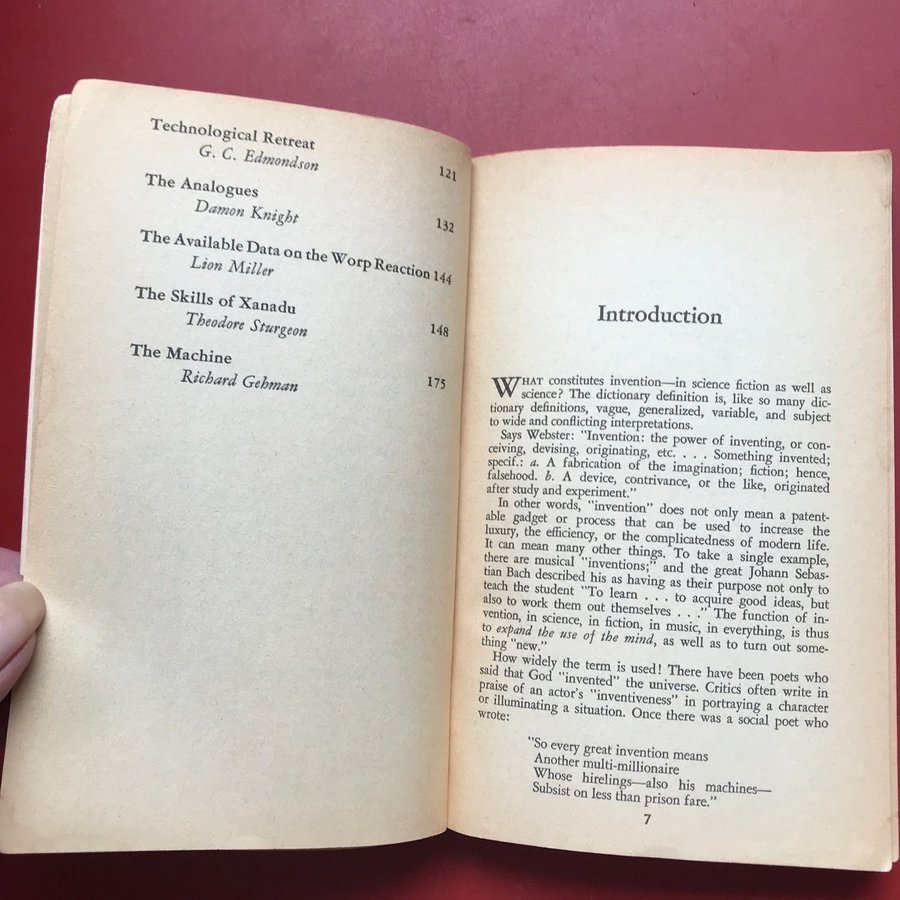 Technological Retreat
G. C. Edmondson 121
The Analogues
Damon Knight 132
The Available Data on the Worp Reaction 144
Lion Miller
The Skills of Xanadu
Theodore Sturgeon 148
The Machine
Richard Gehman 175
Introduction
WHAT constitutes invention—in science fiction as well as
science? The dictionary definition is, like so many dic-
tionary definitions, vague, generalized, variable, and subject
to wide and conflicting interpretations.
Says Webster: "Invention: the power of inventing, or con-
ceiving, devising, originating, etc. . . . Something invented;
specif.: a. A fabrication of the imagination; fiction; hence,
falsehood. b. A device, contrivance, or the like, originated
after study and experiment."
In other words, "invention" does not only mean a patent-
able gadget or process that can be used to increase the
luxury, the efficiency, or the complicatedness of modern life.
It can mean many other things. To take a single example,
there are musical "inventions;" and the great Johann Sebas-
tian Bach described his as having as their purpose not only to
teach the student "To learn . . . to acquire good ideas, but
also to work them out themselves . . ." The function of in-
vention, in science, in fiction, in music, in everything, is thus
to expand the use of the mind, as well as to turn out some-
thing "new."
How widely the term is used! There have been poets who
said that God "invented" the universe. Critics often write in
praise of an actor's "inventiveness" in portraying a character
or illuminating a situation. Once there was a social poet who
wrote:
"So every great invention means
Another multi-millionaire
Whose hirelings—also his machines—
Subsist on less than prison fare."
7